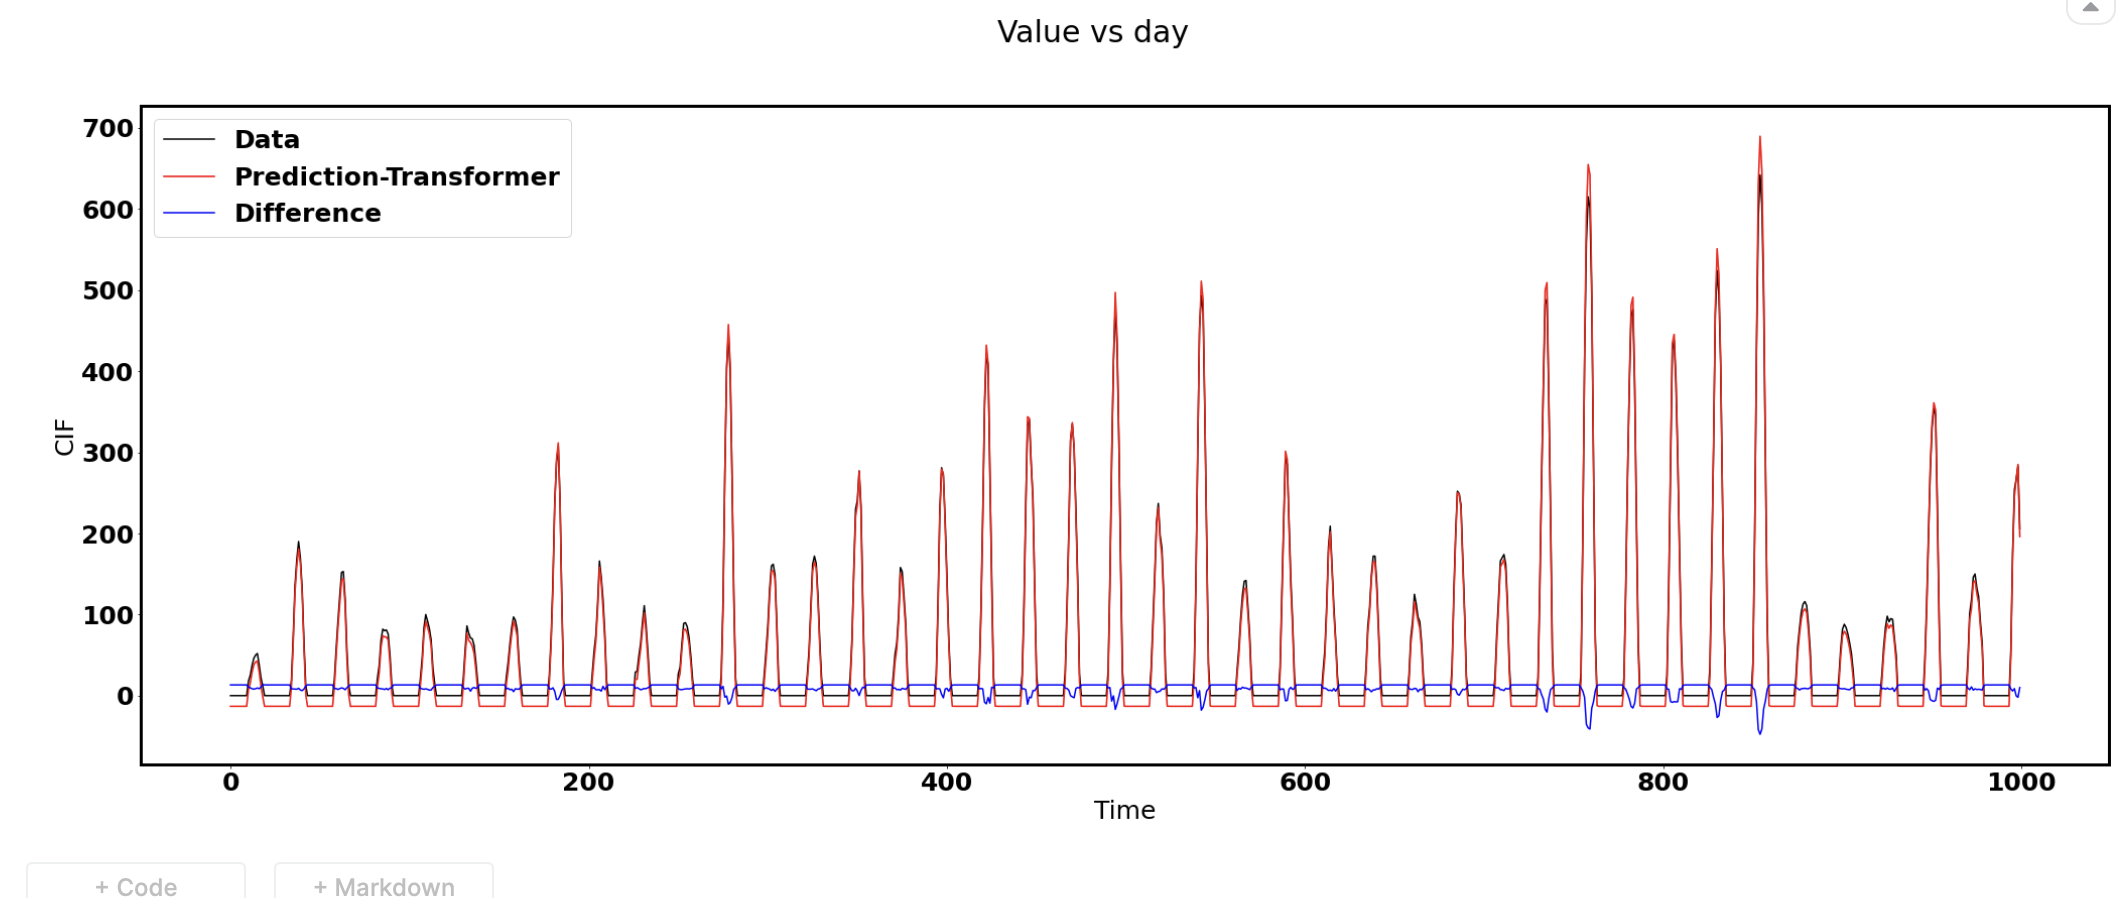 Value vs day
Data
Prediction-Transformer
Difference
700
600
500
400
300
200
100
0
CIF
0 200 400 600 800 1000
Time
+ Code + Markdown